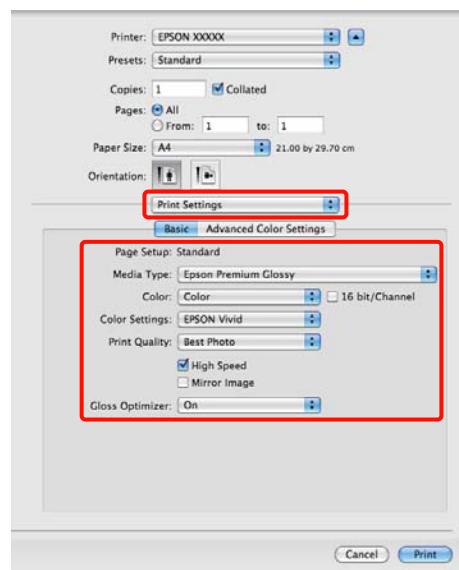 Printer: EPSON XXXXX
Presets: Standard
Copies: 1 Collated
Pages: All
From: 1 to: 1
Paper Size: A4 21.00 by 29.70 cm
Orientation:
Print Settings
Basic Advanced Color Settings
Page Setup: Standard
Media Type: Epson Premium Glossy
Color: Color 16 bit/Channel
Color Settings: EPSON Vivid
Print Quality: Best Photo
High Speed
Mirror Image
Gloss Optimizer: On
Cancel Print